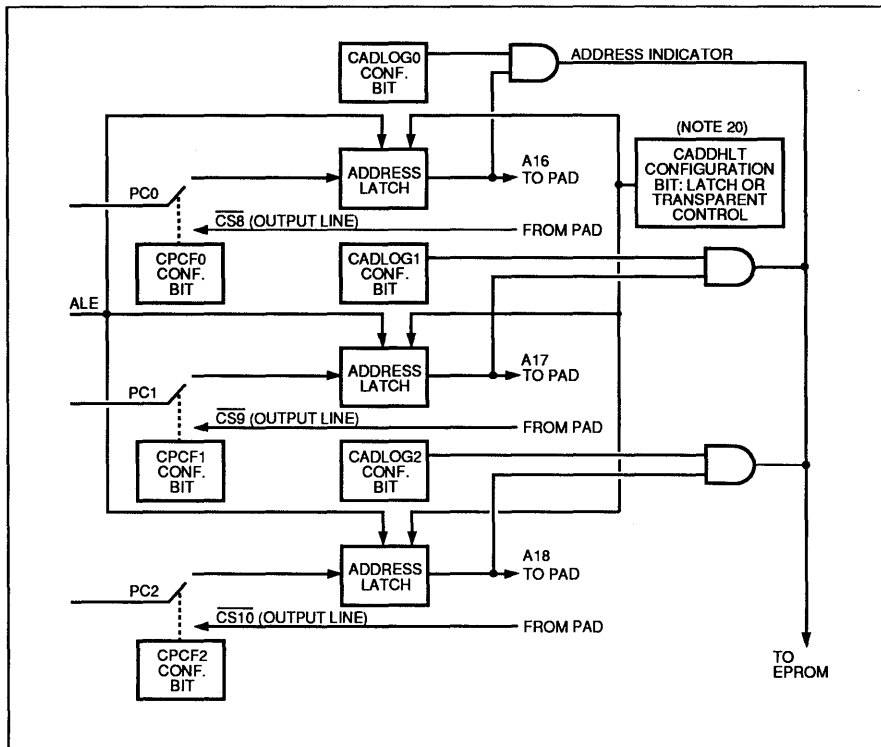 CADLOG0
CONF.
BIT
ADDRESS INDICATOR
(NOTE 20)
CADDHLT
CONFIGURATION
BIT: LATCH OR
TRANSPARENT
CONTROL
ADDRESS
LATCH
A16
TO PAD
PC0
CS8 (OUTPUT LINE)
FROM PAD
CPCF0
CONF.
BIT
CADLOG1
CONF.
BIT
ALE
ADDRESS
LATCH
A17
TO PAD
PC1
CS9 (OUTPUT LINE)
FROM PAD
CPCF1
CONF.
BIT
CADLOG2
CONF.
BIT
ADDRESS
LATCH
A18
TO PAD
PC2
CS10 (OUTPUT LINE)
FROM PAD
CPCF2
CONF.
BIT
TO
EPROM